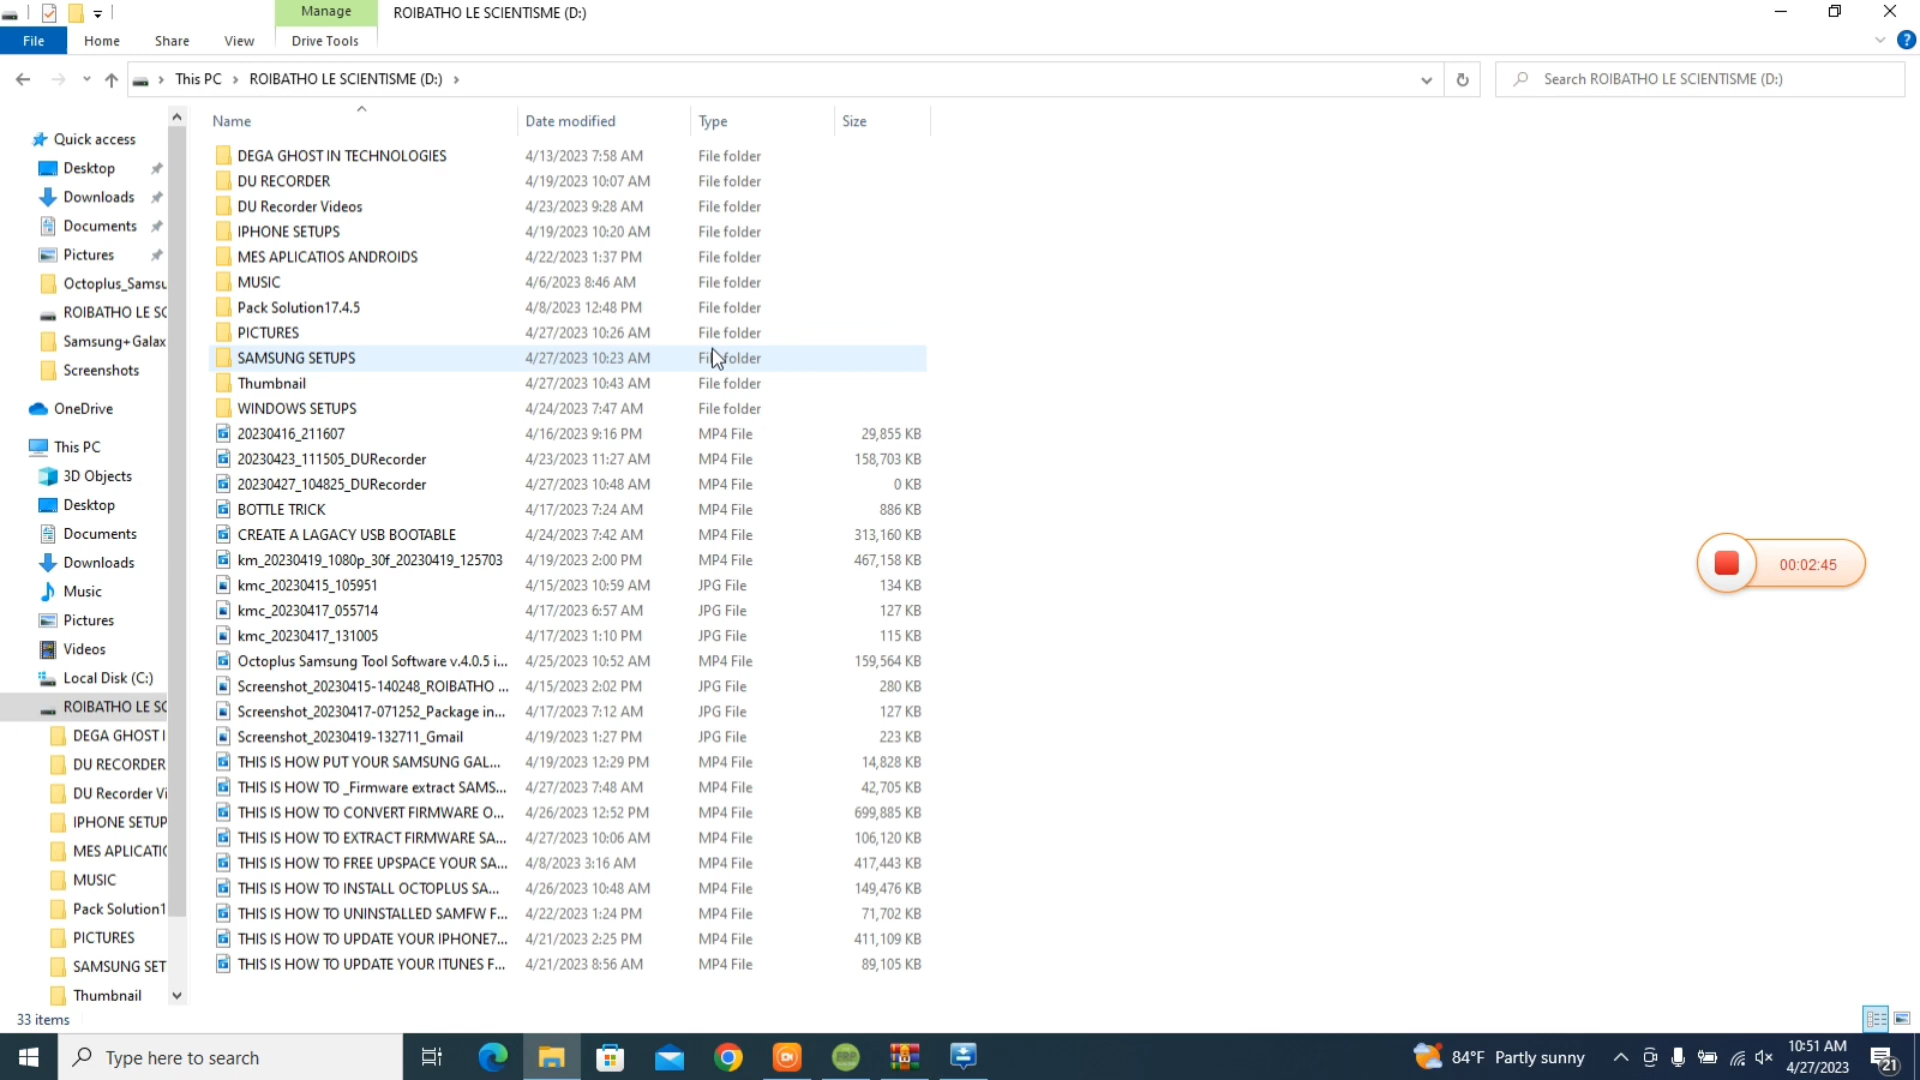 Manage
ROIBATHO LE SCIENTISME (D:)
File
Home
Share
View
Drive Tools
This PC
ROIBATHO LE SCIENTISME (D:)
Search ROIBATHO LE SCIENTISME (D:)
Quick access
Desktop
Downloads
Documents
Pictures
Octoplus_Samsu
ROIBATHO LE SC
Samsung+Galax
Screenshots
OneDrive
This PC
3D Objects
Desktop
Documents
Downloads
Music
Pictures
Videos
Local Disk (C:)
ROIBATHO LE SC
DEGA GHOST I
DU RECORDER
DU Recorder Vi
IPHONE SETUP
MES APLICATIO
MUSIC
Pack Solution1
PICTURES
SAMSUNG SET
Thumbnail
Name Date modified Type Size
DEGA GHOST IN TECHNOLOGIES 4/13/2023 7:58 AM File folder
DU RECORDER 4/19/2023 10:07 AM File folder
DU Recorder Videos 4/23/2023 9:28 AM File folder
IPHONE SETUPS 4/19/2023 10:20 AM File folder
MES APLICATIOS ANDROIDS 4/22/2023 1:37 PM File folder
MUSIC 4/6/2023 8:46 AM File folder
Pack Solution17.4.5 4/8/2023 12:48 PM File folder
PICTURES 4/27/2023 10:26 AM File folder
SAMSUNG SETUPS 4/27/2023 10:23 AM File folder
Thumbnail 4/27/2023 10:43 AM File folder
WINDOWS SETUPS 4/24/2023 7:47 AM File folder
20230416_211607 4/16/2023 9:16 PM MP4 File 29,855 KB
20230423_111505_DURecorder 4/23/2023 11:27 AM MP4 File 158,703 KB
20230427_104825_DURecorder 4/27/2023 10:48 AM MP4 File 0 KB
BOTTLE TRICK 4/17/2023 7:24 AM MP4 File 886 KB
CREATE A LAGACY USB BOOTABLE 4/24/2023 7:42 AM MP4 File 313,160 KB
km_20230419_1080p_30f_20230419_125703 4/19/2023 2:00 PM MP4 File 467,158 KB
kmc_20230415_105951 4/15/2023 10:59 AM JPG File 134 KB
kmc_20230417_055714 4/17/2023 6:57 AM JPG File 127 KB
kmc_20230417_131005 4/17/2023 1:10 PM JPG File 115 KB
Octoplus Samsung Tool Software v.4.0.5 i... 4/25/2023 10:52 AM MP4 File 159,564 KB
Screenshot_20230415-140248_ROIBATHO ... 4/15/2023 2:02 PM JPG File 280 KB
Screenshot_20230417-071252_Package in... 4/17/2023 7:12 AM JPG File 127 KB
Screenshot_20230419-132711_Gmail 4/19/2023 1:27 PM JPG File 223 KB
THIS IS HOW PUT YOUR SAMSUNG GAL... 4/19/2023 12:29 PM MP4 File 14,828 KB
THIS IS HOW TO _Firmware extract SAMS... 4/27/2023 7:48 AM MP4 File 42,705 KB
THIS IS HOW TO CONVERT FIRMWARE O... 4/26/2023 12:52 PM MP4 File 699,885 KB
THIS IS HOW TO EXTRACT FIRMWARE SA... 4/27/2023 10:06 AM MP4 File 106,120 KB
THIS IS HOW TO FREE UPSPACE YOUR SA... 4/8/2023 3:16 AM MP4 File 417,443 KB
THIS IS HOW TO INSTALL OCTOPLUS SA... 4/26/2023 10:48 AM MP4 File 149,476 KB
THIS IS HOW TO UNINSTALLED SAMFW F... 4/22/2023 1:24 PM MP4 File 71,702 KB
THIS IS HOW TO UPDATE YOUR IPHONE7... 4/21/2023 2:25 PM MP4 File 411,109 KB
THIS IS HOW TO UPDATE YOUR ITUNES F... 4/21/2023 8:56 AM MP4 File 89,105 KB
00:02:45
33 items
Type here to search
FRP
84°F Partly sunny
10:51 AM
4/27/2023
21